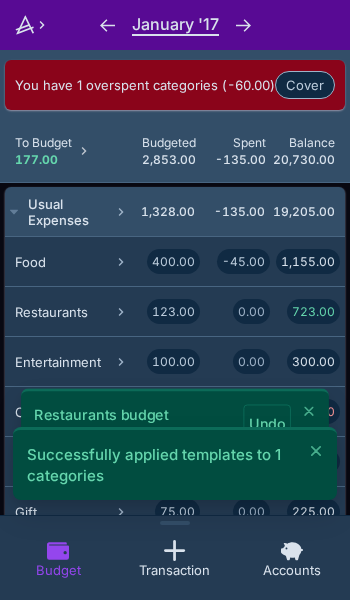 January '17
You have 1 overspent categories (-60.00) Cover
To Budget Budgeted Spent Balance
177.00 2,853.00 -135.00 20,730.00
Usual Expenses 1,328.00 -135.00 19,205.00
Food 400.00 -45.00 1,155.00
Restaurants 123.00 0.00 723.00
Entertainment 100.00 0.00 300.00
Restaurants budget
Undo
Successfully applied templates to 1
categories
Gift 75.00 0.00 225.00
Budget Transaction Accounts